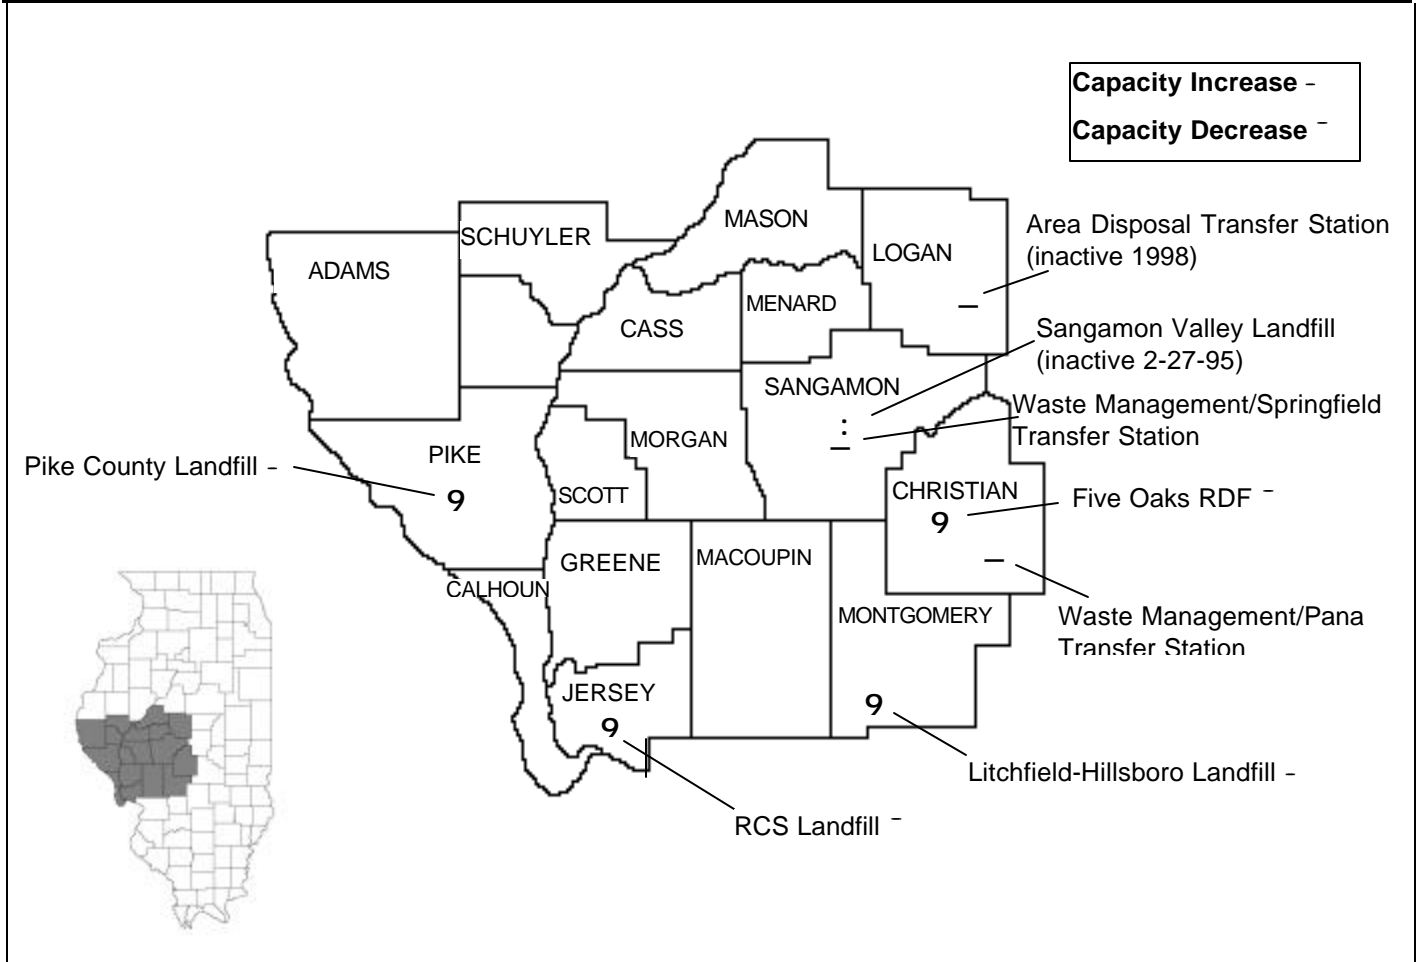 Capacity Increase -
Capacity Decrease ¯
MASON
SCHUYLER
LOGAN
ADAMS
Area Disposal Transfer Station
(inactive 1998)
MENARD
CASS
–
Sangamon Valley Landfill
(inactive 2-27-95)
SANGAMON
:
–
Waste Management/Springfield
Transfer Station
MORGAN
PIKE
Pike County Landfill -
9
SCOTT
CHRISTIAN
9
Five Oaks RDF ¯
–
GREENE
MACOUPIN
CALHOUN
MONTGOMERY
Waste Management/Pana
Transfer Station
JERSEY
9
9
Litchfield-Hillsboro Landfill -
RCS Landfill ¯